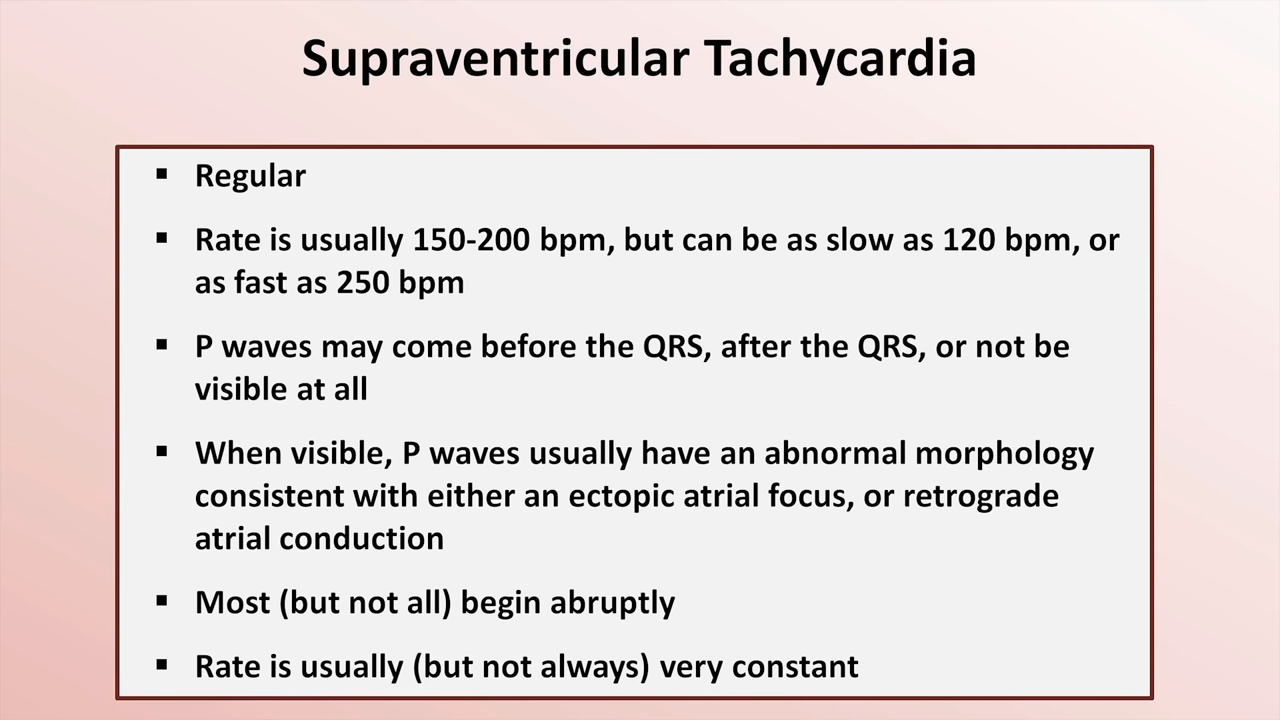 Supraventricular Tachycardia
▪ Regular
▪ Rate is usually 150-200 bpm, but can be as slow as 120 bpm, or
as fast as 250 bpm
▪ P waves may come before the QRS, after the QRS, or not be
visible at all
▪ When visible, P waves usually have an abnormal morphology
consistent with either an ectopic atrial focus, or retrograde
atrial conduction
▪ Most (but not all) begin abruptly
▪ Rate is usually (but not always) very constant